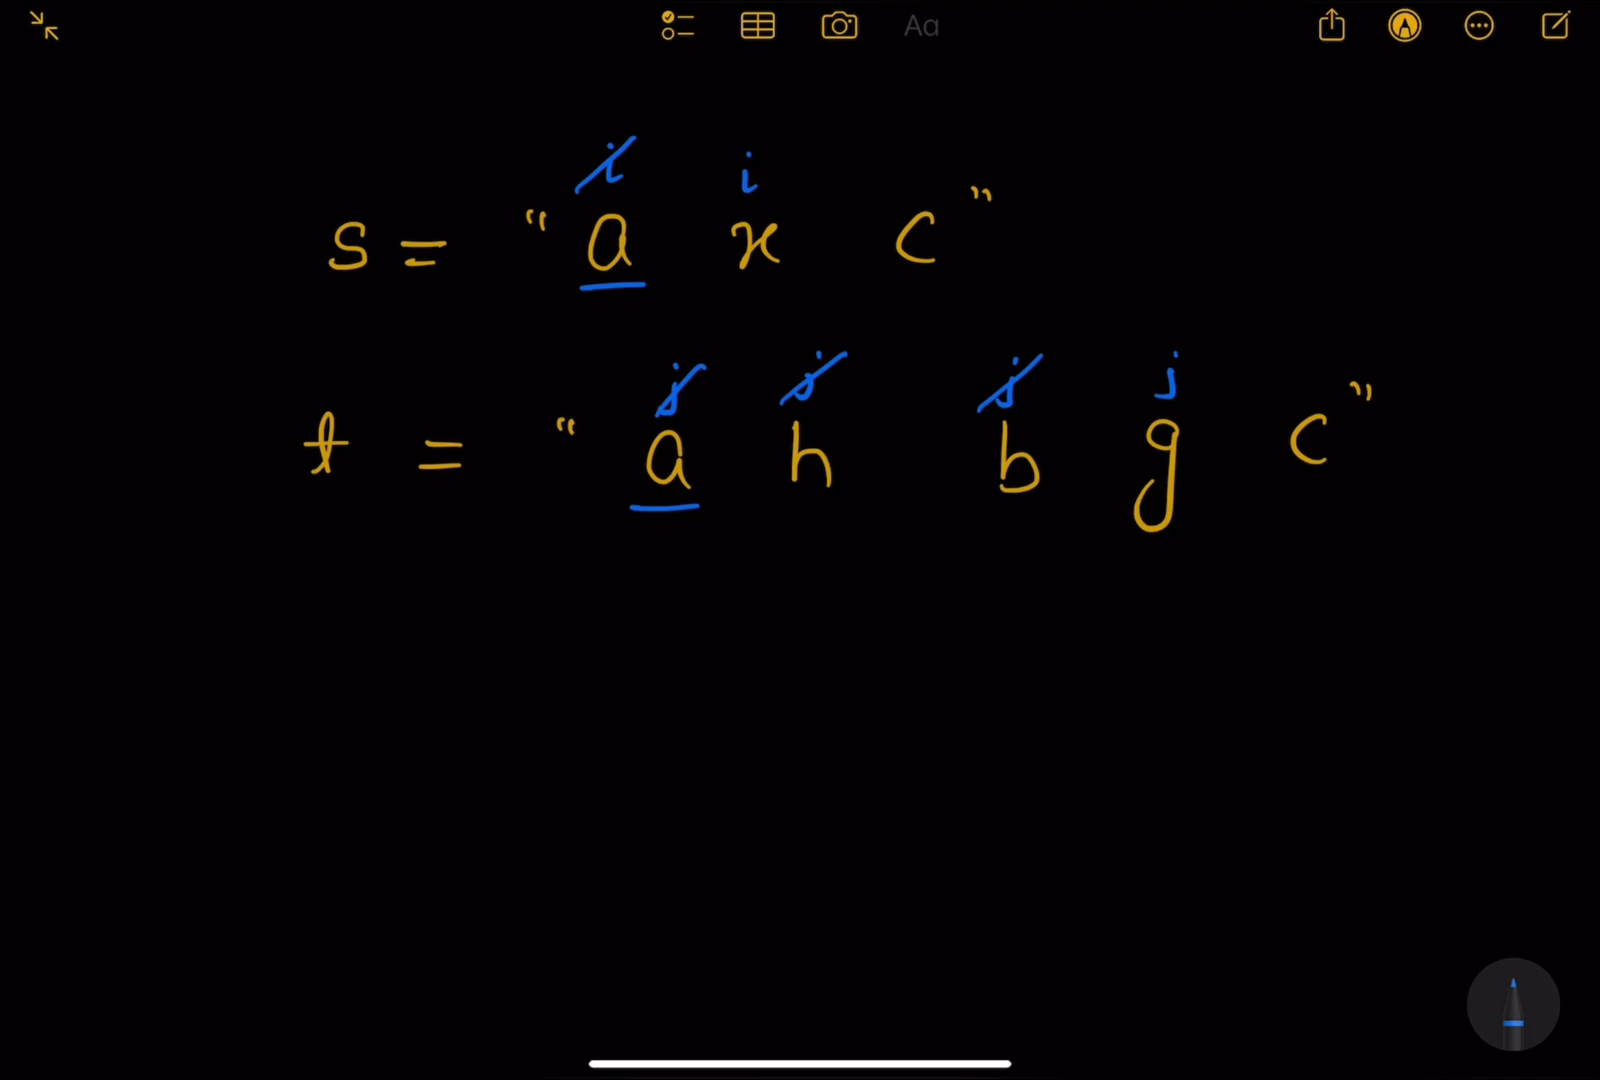 Aa
i i
s = " a x c "
j j j j
t = " a h b g c "